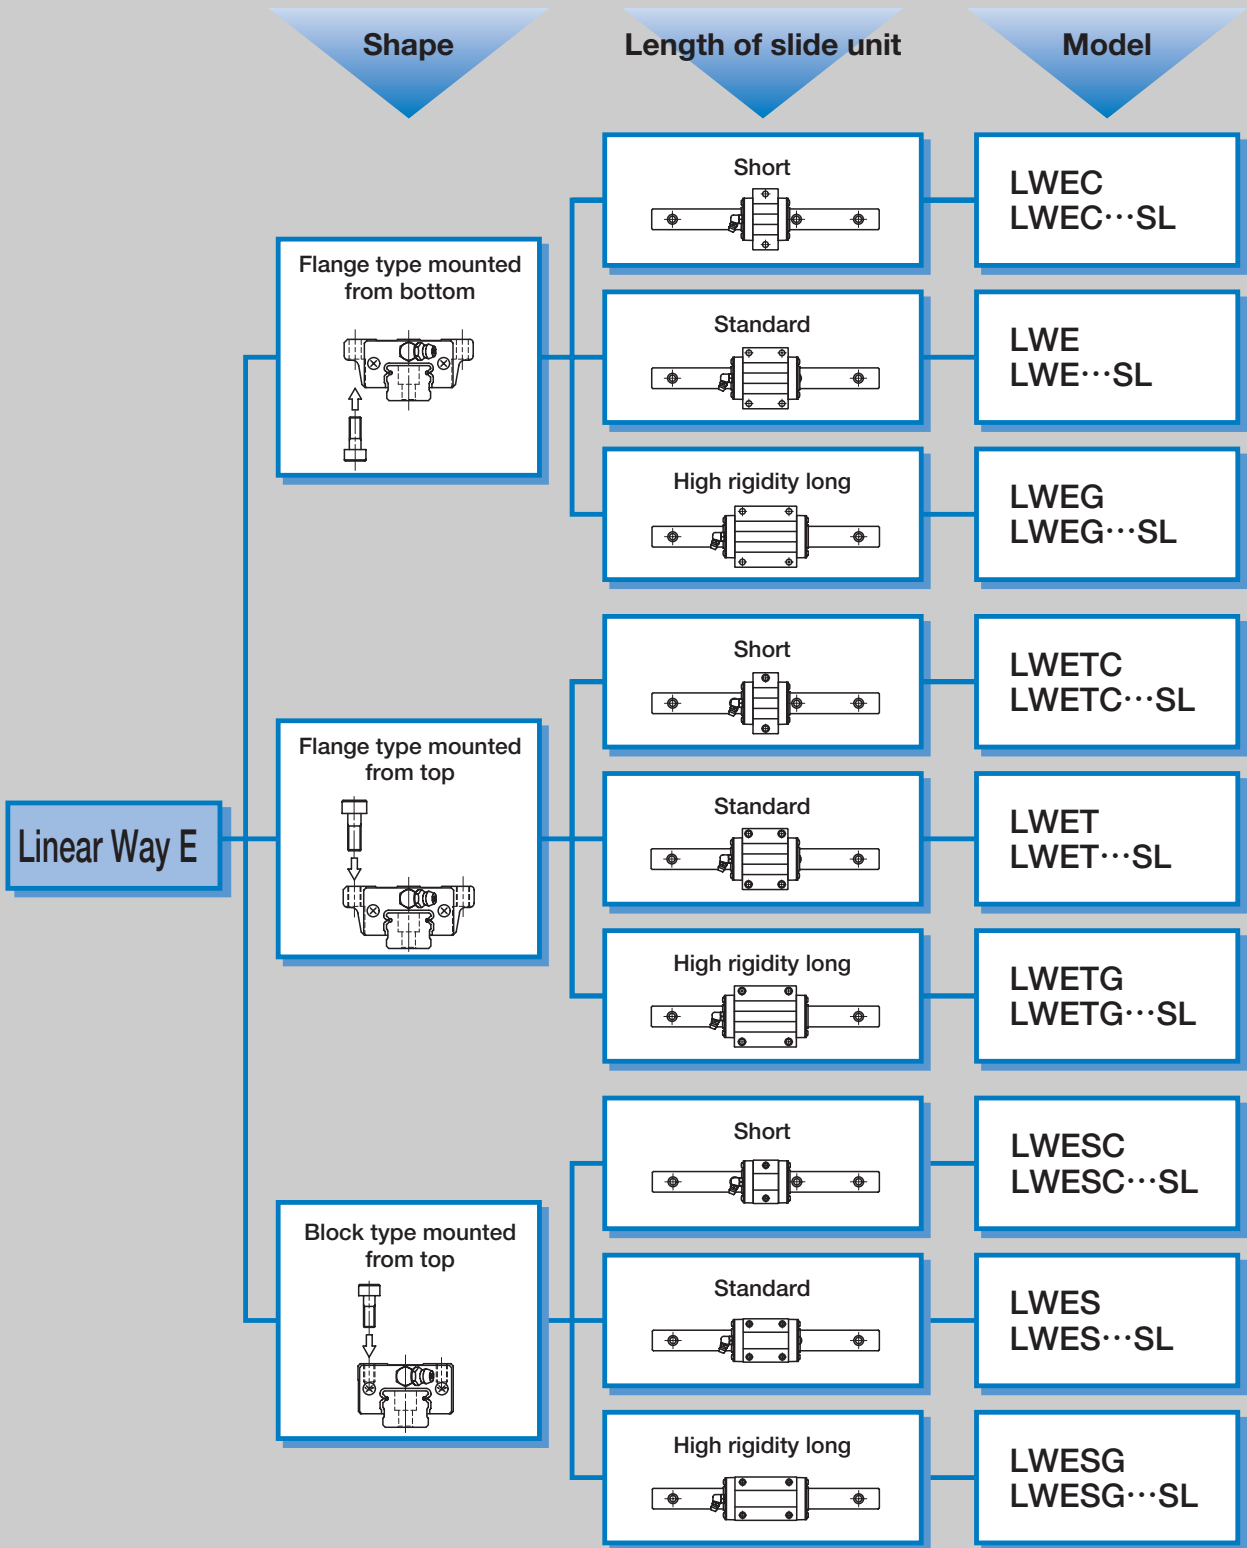 Shape
Length of slide unit
Model
Linear Way E
Flange type mounted
from bottom
Short
LWEC
LWEC···SL
Standard
LWE
LWE···SL
High rigidity long
LWEG
LWEG···SL
Flange type mounted
from top
Short
LWETC
LWETC···SL
Standard
LWET
LWET···SL
High rigidity long
LWETG
LWETG···SL
Block type mounted
from top
Short
LWESC
LWESC···SL
Standard
LWES
LWES···SL
High rigidity long
LWESG
LWESG···SL